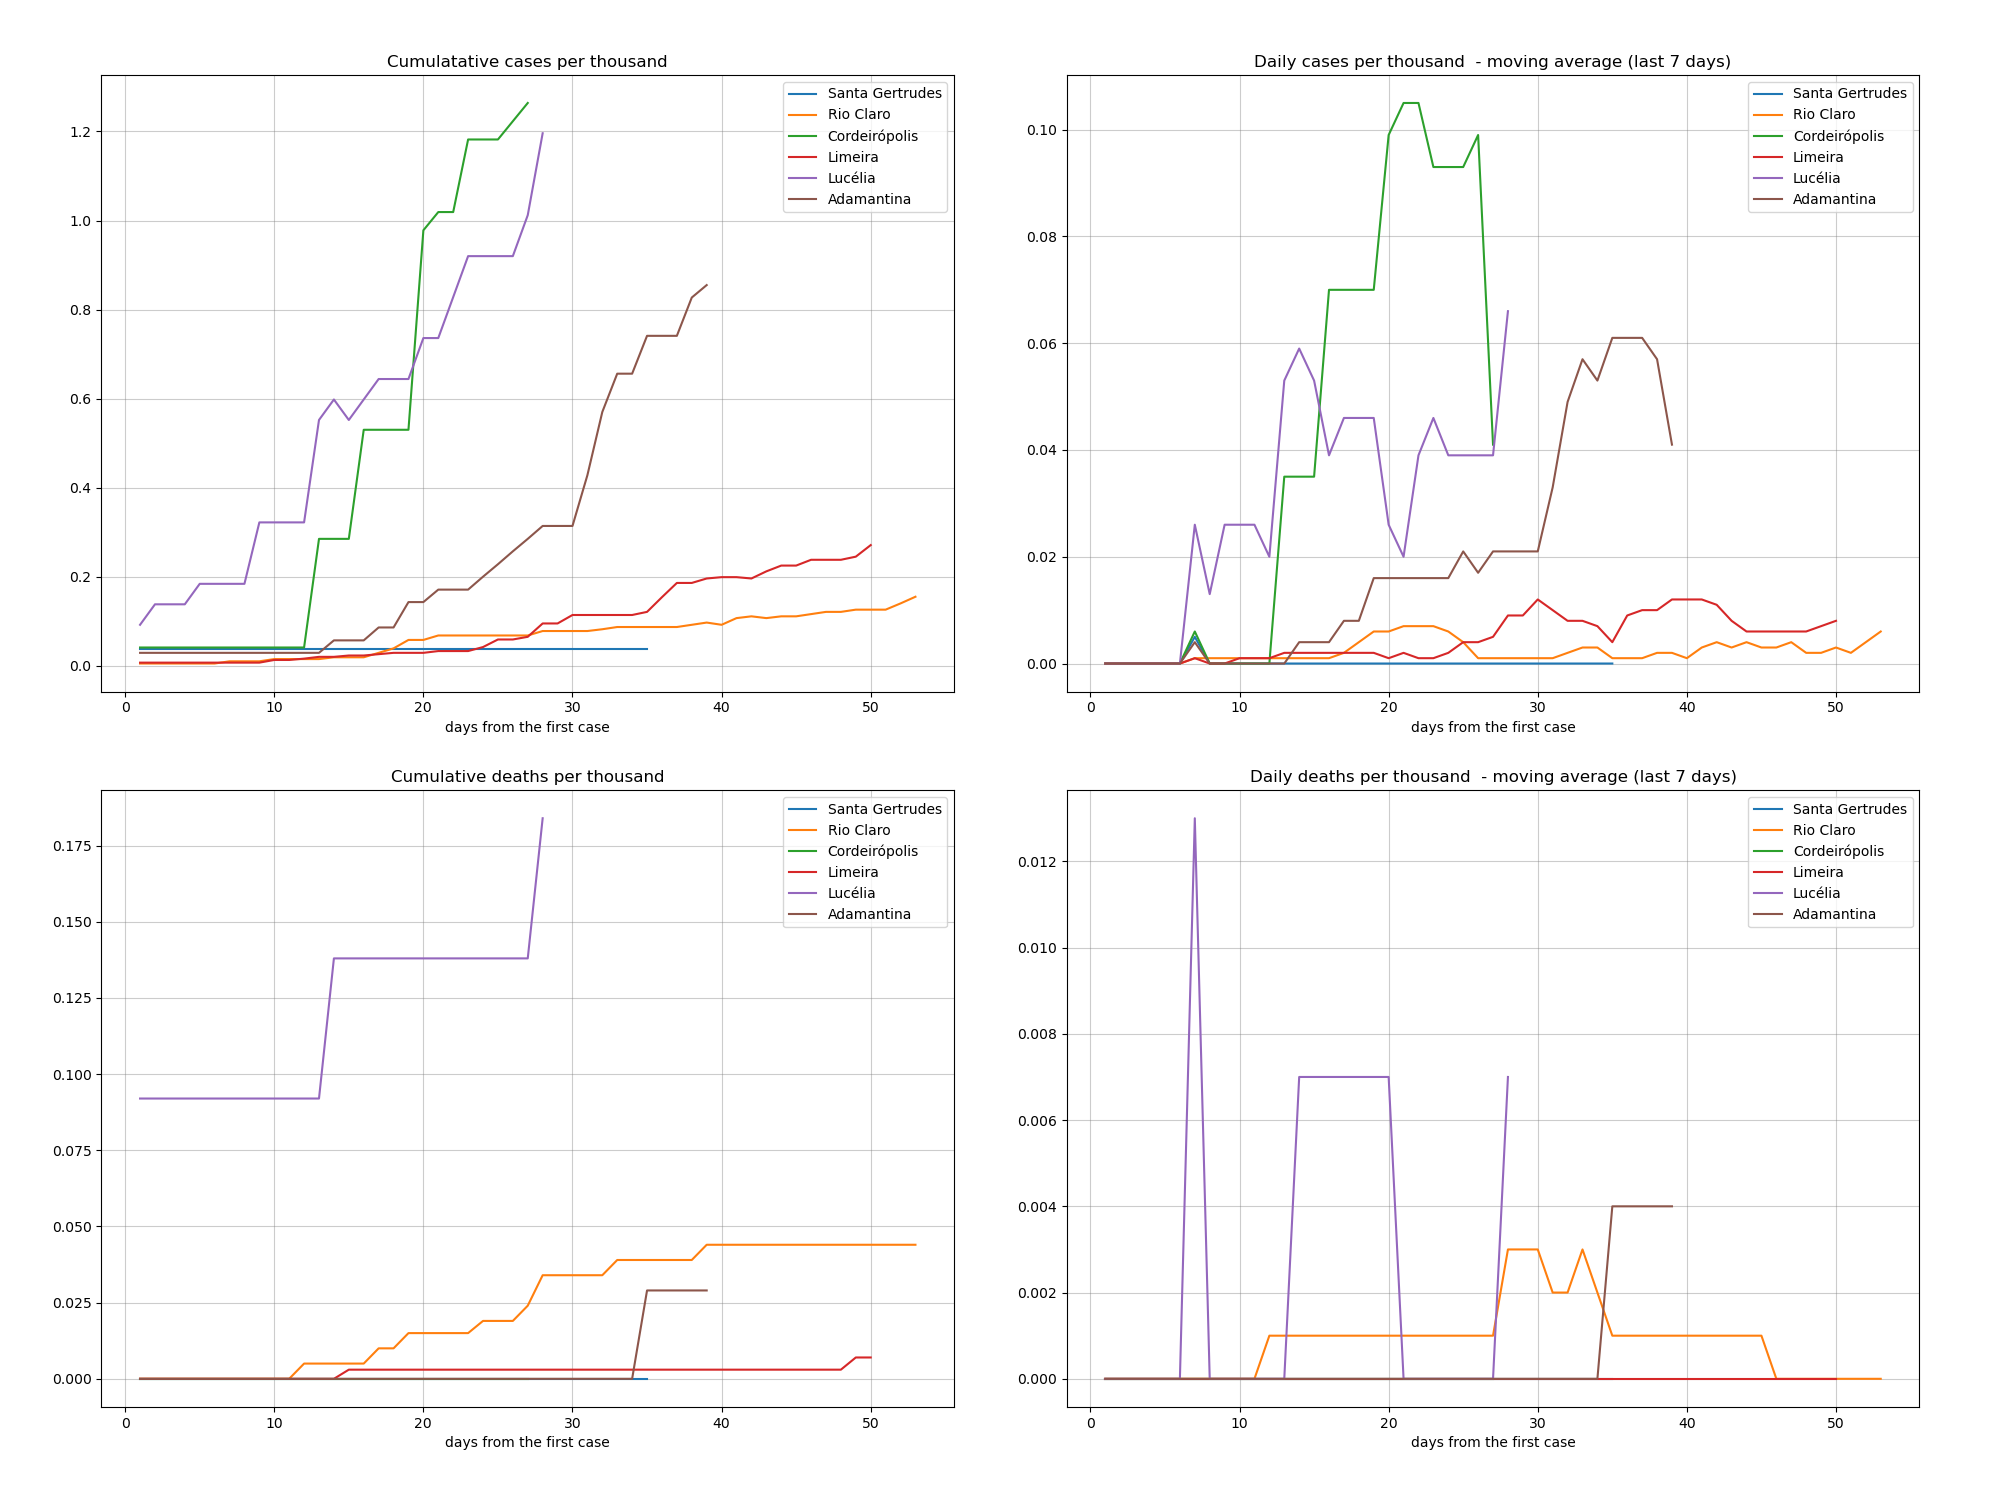 Cumulatative cases per thousand
1.2
1.0
0.8
0.6
0.4
0.2
0.0
Santa Gertrudes
Rio Claro
Cordeirópolis
Limeira
Lucélia
Adamantina
0 10 20 30 40 50
days from the first case
Daily cases per thousand - moving average (last 7 days)
0.10
0.08
0.06
0.04
0.02
0.00
Santa Gertrudes
Rio Claro
Cordeirópolis
Limeira
Lucélia
Adamantina
0 10 20 30 40 50
days from the first case
Cumulative deaths per thousand
0.175
0.150
0.125
0.100
0.075
0.050
0.025
0.000
Santa Gertrudes
Rio Claro
Cordeirópolis
Limeira
Lucélia
Adamantina
0 10 20 30 40 50
days from the first case
Daily deaths per thousand - moving average (last 7 days)
0.012
0.010
0.008
0.006
0.004
0.002
0.000
Santa Gertrudes
Rio Claro
Cordeirópolis
Limeira
Lucélia
Adamantina
0 10 20 30 40 50
days from the first case